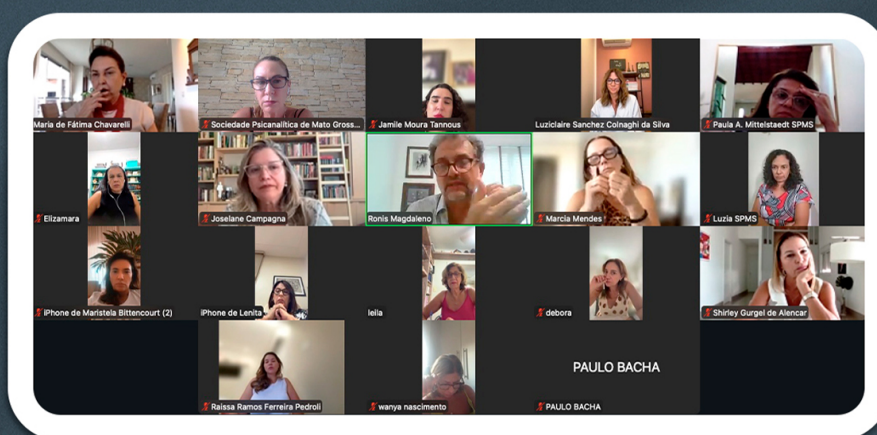 Maria de Fátima Chavarelli
Sociedade Psicanalítica de Mato Gross...
Jamile Moura Tannous
Luziclaire Sanchez Colnaghi da Silva
Paula A. Mittelstaedt SPMS
Elizamara
Joselane Campagna
Ronis Magdaleno
Marcia Mendes
Luzia SPMS
iPhone de Maristela Bittencourt (2)
iPhone de Lenita
leila
debora
Shirley Gurgel de Alencar
Raissa Ramos Ferreira Pedroli
wanya nascimento
PAULO BACHA
PAULO BACHA